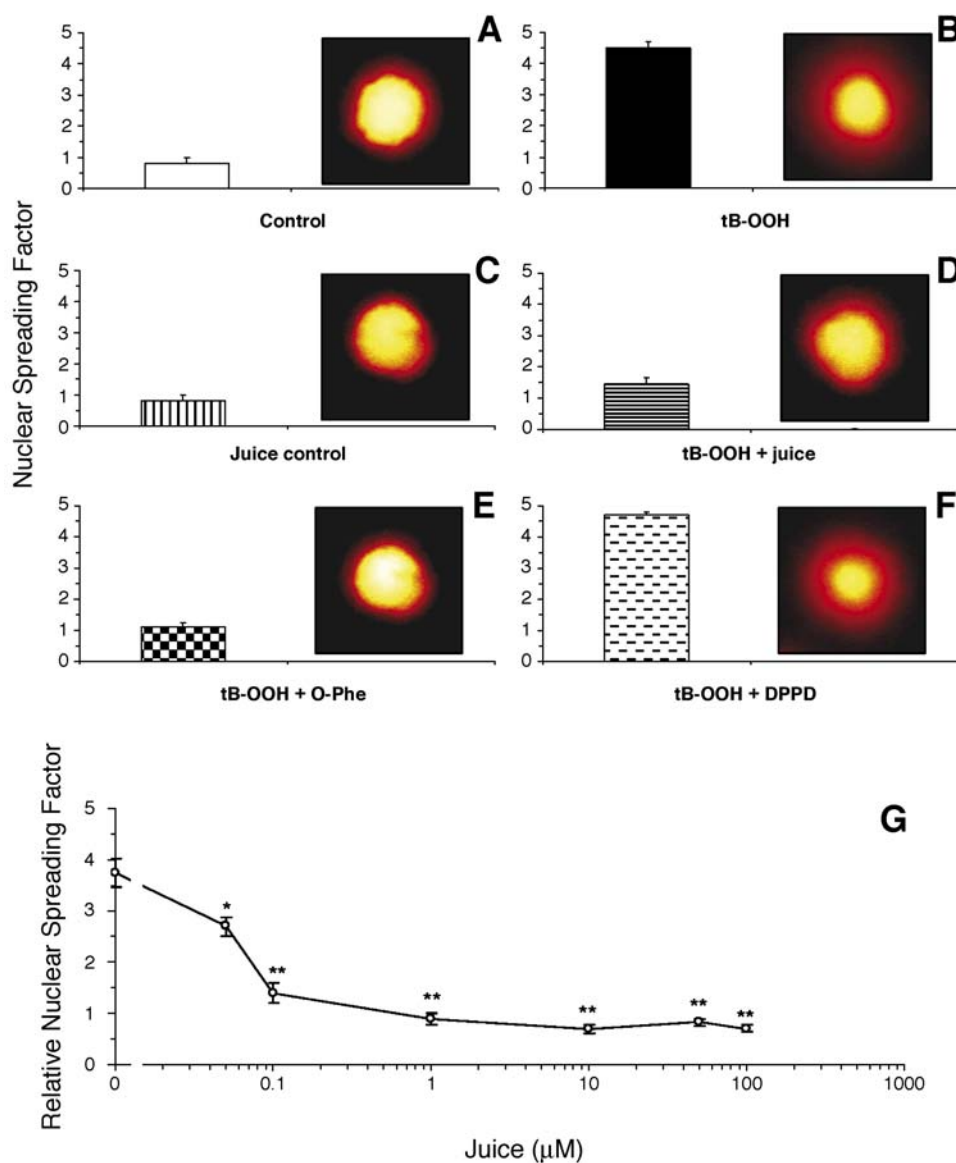 Nuclear Spreading Factor
A
5
4
3
2
1
0
Control
B
5
4
3
2
1
0
tB-OOH
C
5
4
3
2
1
0
Juice control
D
5
4
3
2
1
0
tB-OOH + juice
E
5
4
3
2
1
0
tB-OOH + O-Phe
F
5
4
3
2
1
0
tB-OOH + DPPD
Relative Nuclear Spreading Factor
G
5
4
3
2
1
0
*
**
**
**
**
**
0 0.1 1 10 100 1000
Juice (µM)